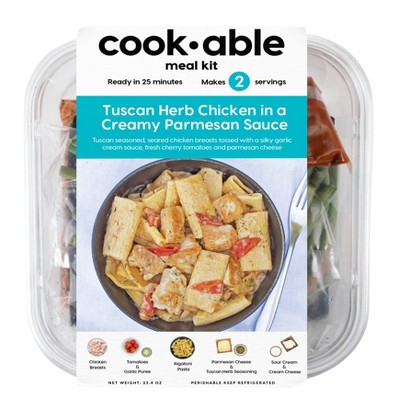 cook•able
meal kit
Ready in 25 minutes Makes 2 servings
Tuscan Herb Chicken in a
Creamy Parmesan Sauce
Tuscan seasoned, seared chicken breasts tossed with a silky garlic
cream sauce, fresh cherry tomatoes and parmesan cheese
Chicken
Breasts
Tomatoes
&
Garlic Puree
Rigatoni
Pasta
Parmesan Cheese
&
Tuscan Herb Seasoning
Sour Cream
&
Cream Cheese
NET WEIGHT: 23.4 OZ PERISHABLE KEEP REFRIGERATED